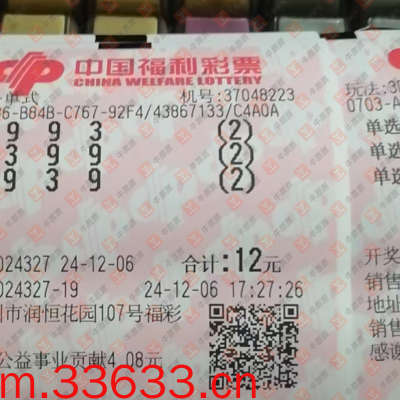 中国福利彩票
CHINA WELFARE LOTTERY
单式
机号:37048223
6-B84B-C767-92F4/43867133/C4A0A
9 9 3 (2)
3 9 9 (2)
9 3 9 (2)
024327 24-12-06
合计:12元
024327-19 24-12-06 17:27:26
市润恒花园107号福彩
公益事业贡献4.08元
玩法:3D
0703-A
单选
单选
单选
开奖
销售
地址
销售
感谢
m.33633.cn